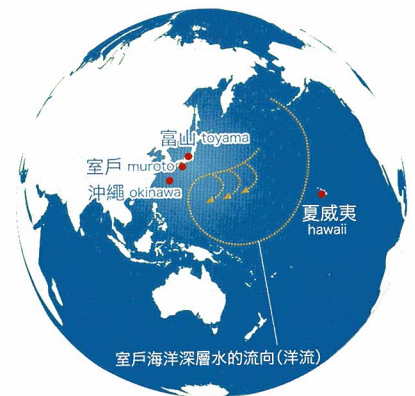 富山 toyama
室戶 muroto
沖繩 okinawa
夏威夷
hawaii
室戶海洋深層水的流向(洋流)